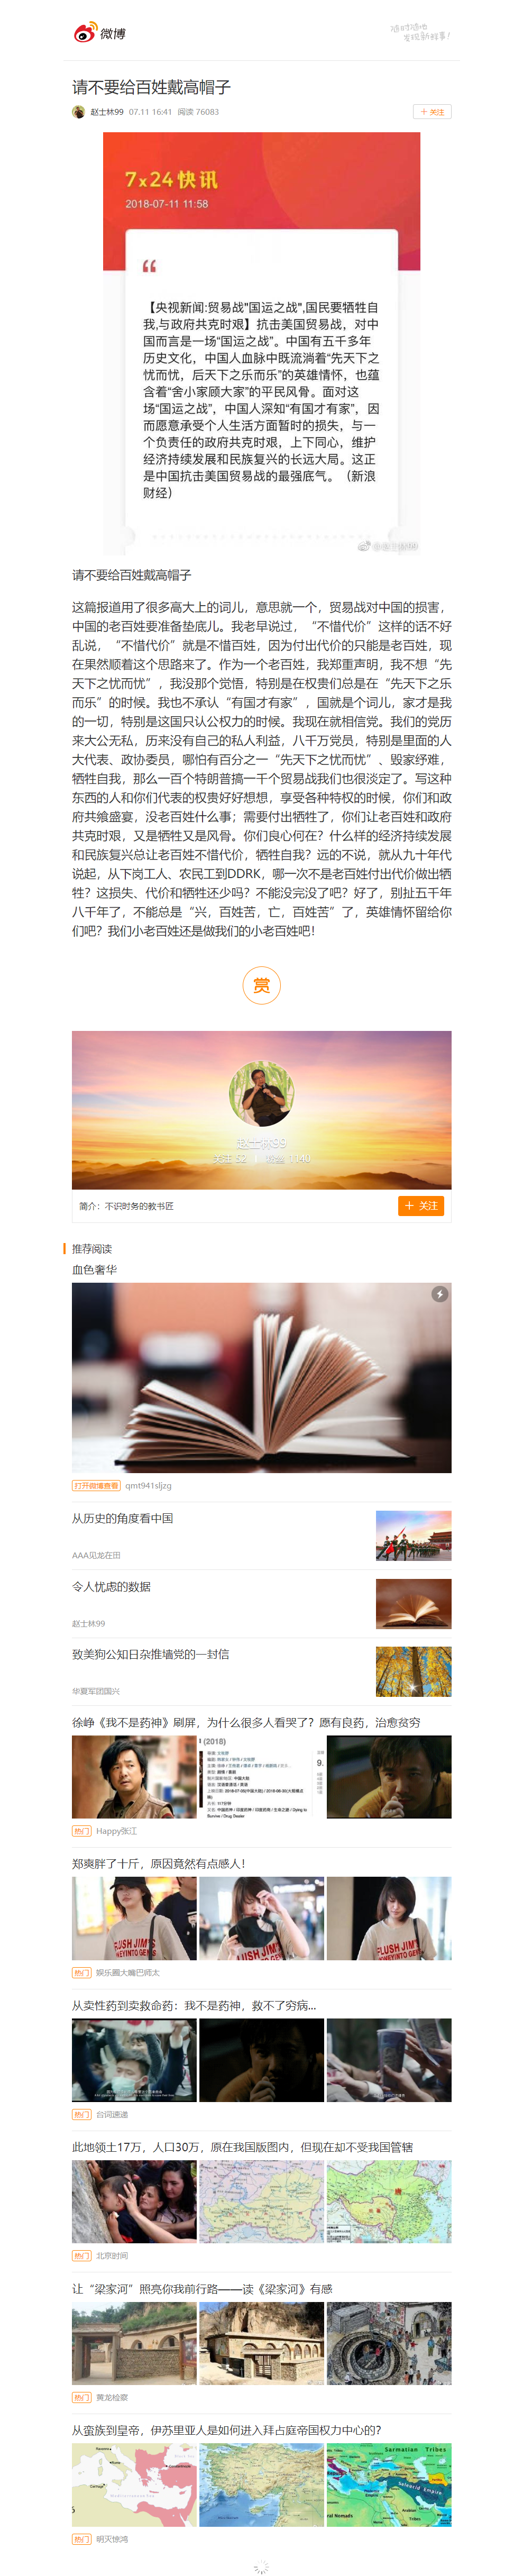 微博
随时随地
发现新鲜事!
请不要给百姓戴高帽子
赵士林99 07.11 16:41 阅读 76083
+ 关注
7x24 快讯
2018-07-11 11:58
【央视新闻:贸易战"国运之战",国民要牺牲自
我,与政府共克时艰】抗击美国贸易战，对中
国而言是一场“国运之战”。中国有五千多年
历史文化，中国人血脉中既流淌着“先天下之
忧而忧，后天下之乐而乐”的英雄情怀，也蕴
含着“舍小家顾大家”的平民风骨。面对这
场“国运之战”，中国人深知“有国才有家”，因
而愿意承受个人生活方面暂时的损失，与一
个负责任的政府共克时艰，上下同心，维护
经济持续发展和民族复兴的长远大局。这正
是中国抗击美国贸易战的最强底气。（新浪
财经）
请不要给百姓戴高帽子
这篇报道用了很多高大上的词儿，意思就一个，贸易战对中国的损害，
中国的老百姓要准备垫底儿。我老早说过，“不惜代价”这样的话不好
乱说，“不惜代价”就是不惜百姓，因为付出代价的只能是老百姓，现
在果然顺着这个思路来了。作为一个老百姓，我郑重声明，我不想“先
天下之忧而忧”，我没那个觉悟，特别是在权贵们总是在“先天下之乐
而乐”的时候。我也不承认“有国才有家”，国就是个词儿，家才是我
的一切，特别是这国只认公权力的时候。我现在就相信党。我们的党历
来大公无私，历来没有自己的私人利益，八千万党员，特别是里面的人
大代表、政协委员，哪怕有百分之一“先天下之忧而忧”、毁家纾难，
牺牲自我，那么一百个特朗普搞一千个贸易战我们也很淡定了。写这种
东西的人和你们代表的权贵好好想想，享受各种特权的时候，你们和政
府共飨盛宴，没老百姓什么事；需要付出牺牲了，你们让老百姓和政府
共克时艰，又是牺牲又是风骨。你们良心何在？什么样的经济持续发展
和民族复兴总让老百姓不惜代价，牺牲自我？远的不说，就从九十年代
说起，从下岗工人、农民工到DDRK，哪一次不是老百姓付出代价做出牺
牲？这损失、代价和牺牲还少吗？不能没完没了吧？好了，别扯五千年
八千年了，不能总是“兴，百姓苦，亡，百姓苦”了，英雄情怀留给你
们吧？我们小老百姓还是做我们的小老百姓吧！
赏
赵士林99
关注 52 | 粉丝 1140
简介：不识时务的教书匠
+ 关注
推荐阅读
血色奢华
打开微博查看 qmt941sljzg
从历史的角度看中国
AAA见龙在田
令人忧虑的数据
赵士林99
致美狗公知日杂推墙党的一封信
华夏军团国兴
徐峥《我不是药神》刷屏，为什么很多人看哭了？愿有良药，治愈贫穷
(2018)
9.
热门 Happy张江
郑爽胖了十斤，原因竟然有点感人！
热门 娱乐圈大嘴巴师太
从卖性药到卖救命药：我不是药神，救不了穷病...
热门 台词速递
此地领土17万，人口30万，原在我国版图内，但现在却不受我国管辖
热门 北京时间
让“梁家河”照亮你我前行路——读《梁家河》有感
热门 黄龙检察
从蛮族到皇帝，伊苏里亚人是如何进入拜占庭帝国权力中心的？
Sarmation Tribes
Seleucid Empire
热门 明灭惊鸿